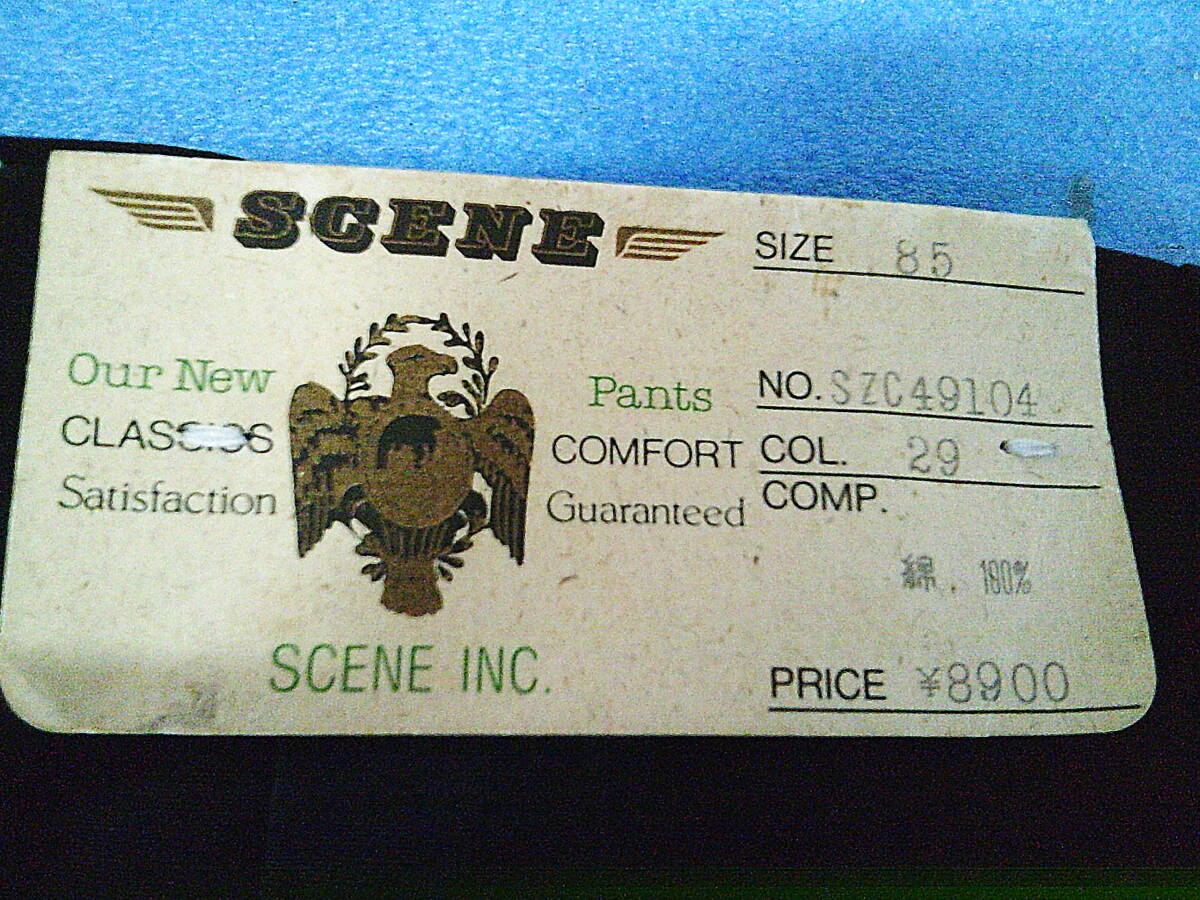 SCENE
Our New
CLASSICS
Satisfaction
Pants
COMFORT
Guaranteed
SCENE INC.
SIZE 85
NO. SZC49104
COL. 29
COMP.
綿. 100%
PRICE ¥8900